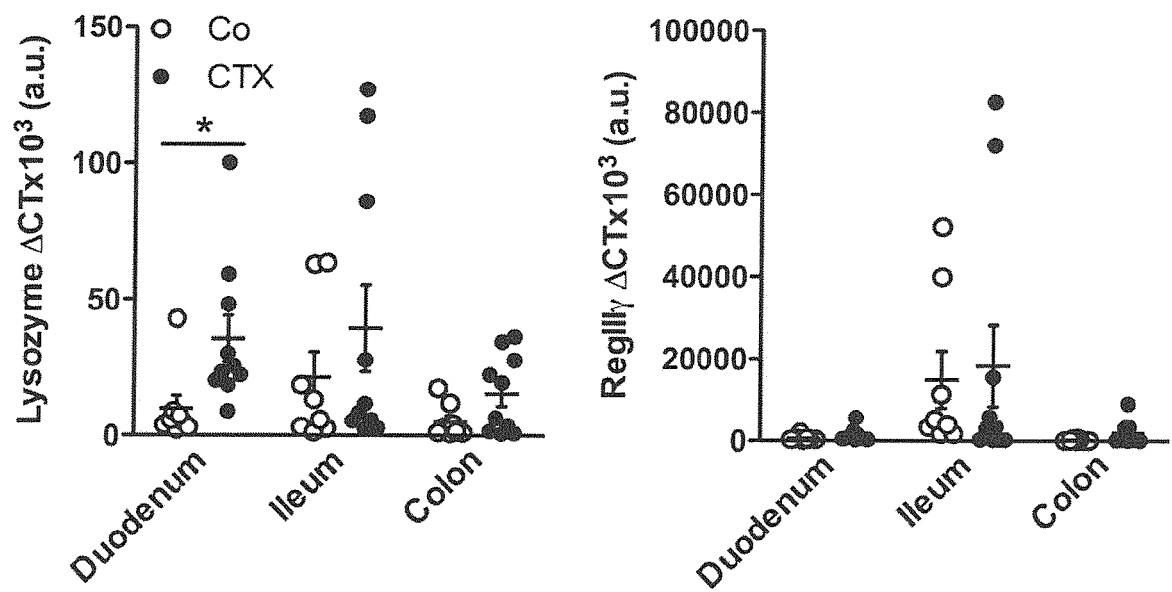 Lysozyme ΔCTx10³ (a.u.)
150
100
50
0
Co
CTX
*
Duodenum
Ileum
Colon
RegIIIγ ΔCTx10³ (a.u.)
100000
80000
60000
40000
20000
0
Duodenum
Ileum
Colon